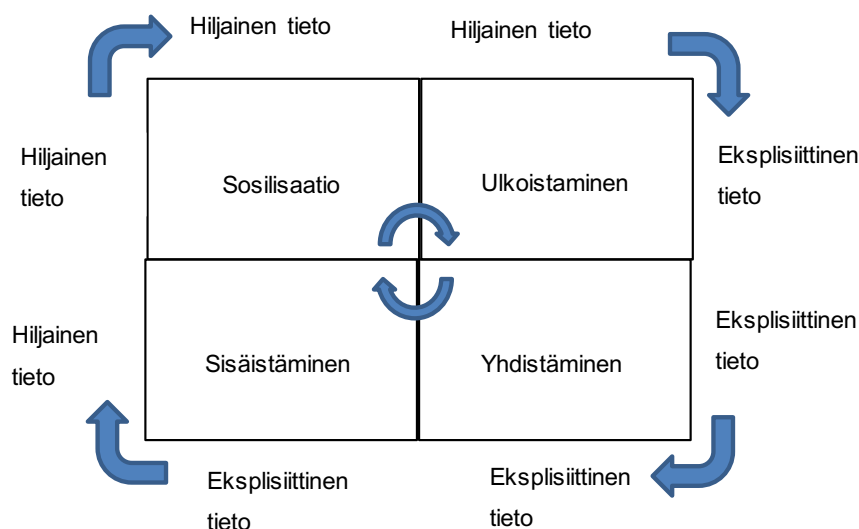 Hiljainen tieto
Hiljainen tieto
Hiljainen
tieto
Eksplisiittinen
tieto
Sosilisaatio
Ulkoistaminen
Hiljainen
tieto
Eksplisiittinen
tieto
Sisäistäminen
Yhdistäminen
Eksplisiittinen
tieto
Eksplisiittinen
tieto